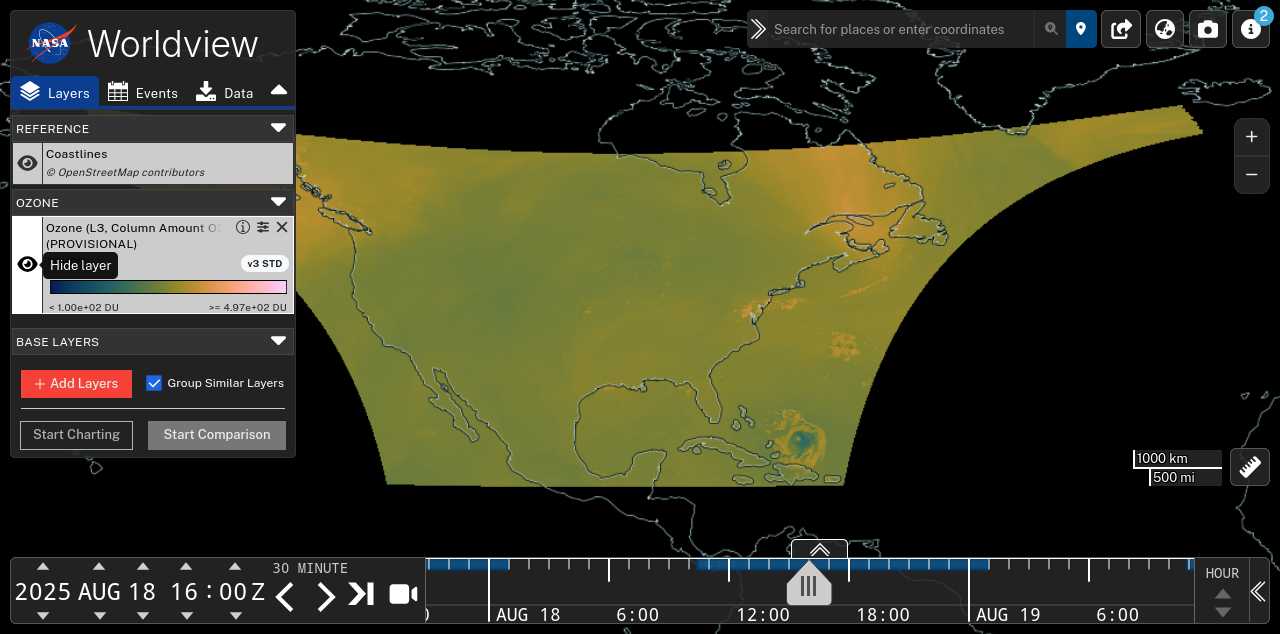 NASA
Worldview
Layers
Events
Data
REFERENCE
Coastlines
© OpenStreetMap contributors
OZONE
Ozone (L3, Column Amount
(PROVISIONAL)
Hide layer
v3 STD
< 1.00e+02 DU
>= 4.97e+02 DU
BASE LAYERS
+ Add Layers
Group Similar Layers
Start Charting
Start Comparison
Search for places or enter coordinates
2
+
−
1000 km
500 mi
2025 AUG 18 16 : 00 Z
30 MINUTE
AUG 18
6:00
12:00
18:00
AUG 19
6:00
HOUR